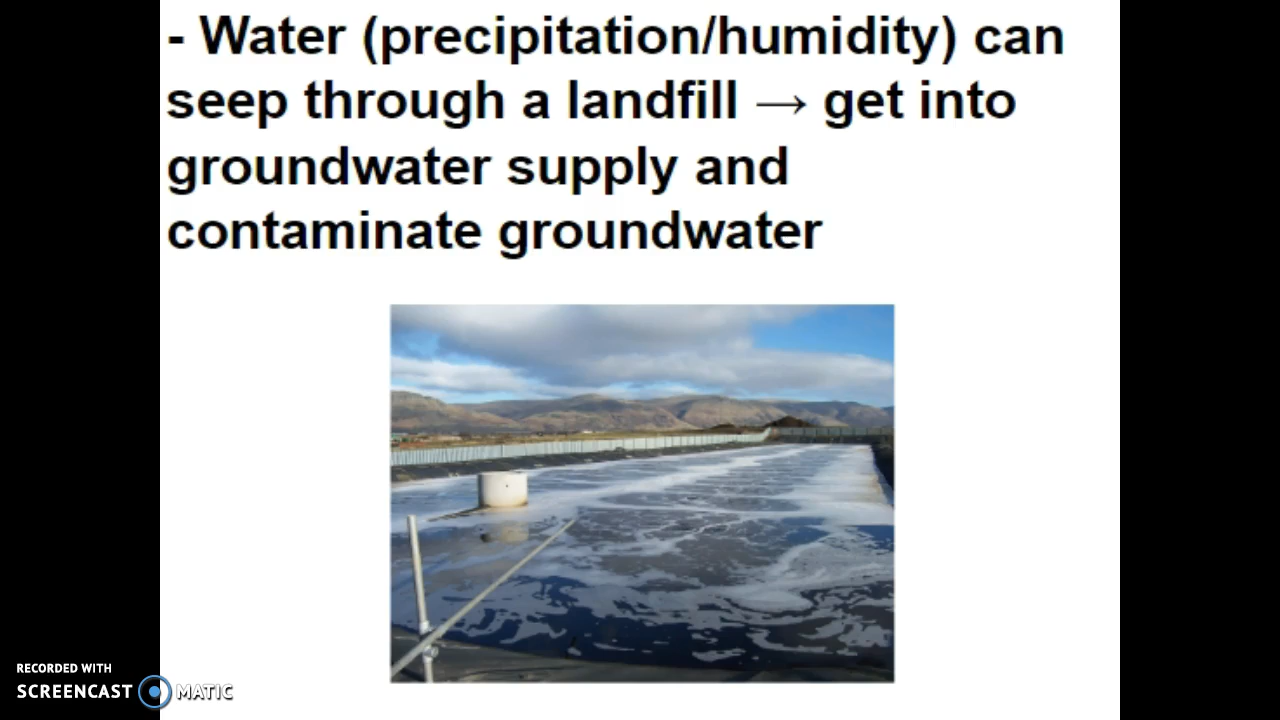 - Water (precipitation/humidity) can
seep through a landfill → get into
groundwater supply and
contaminate groundwater
RECORDED WITH
SCREENCAST MATIC